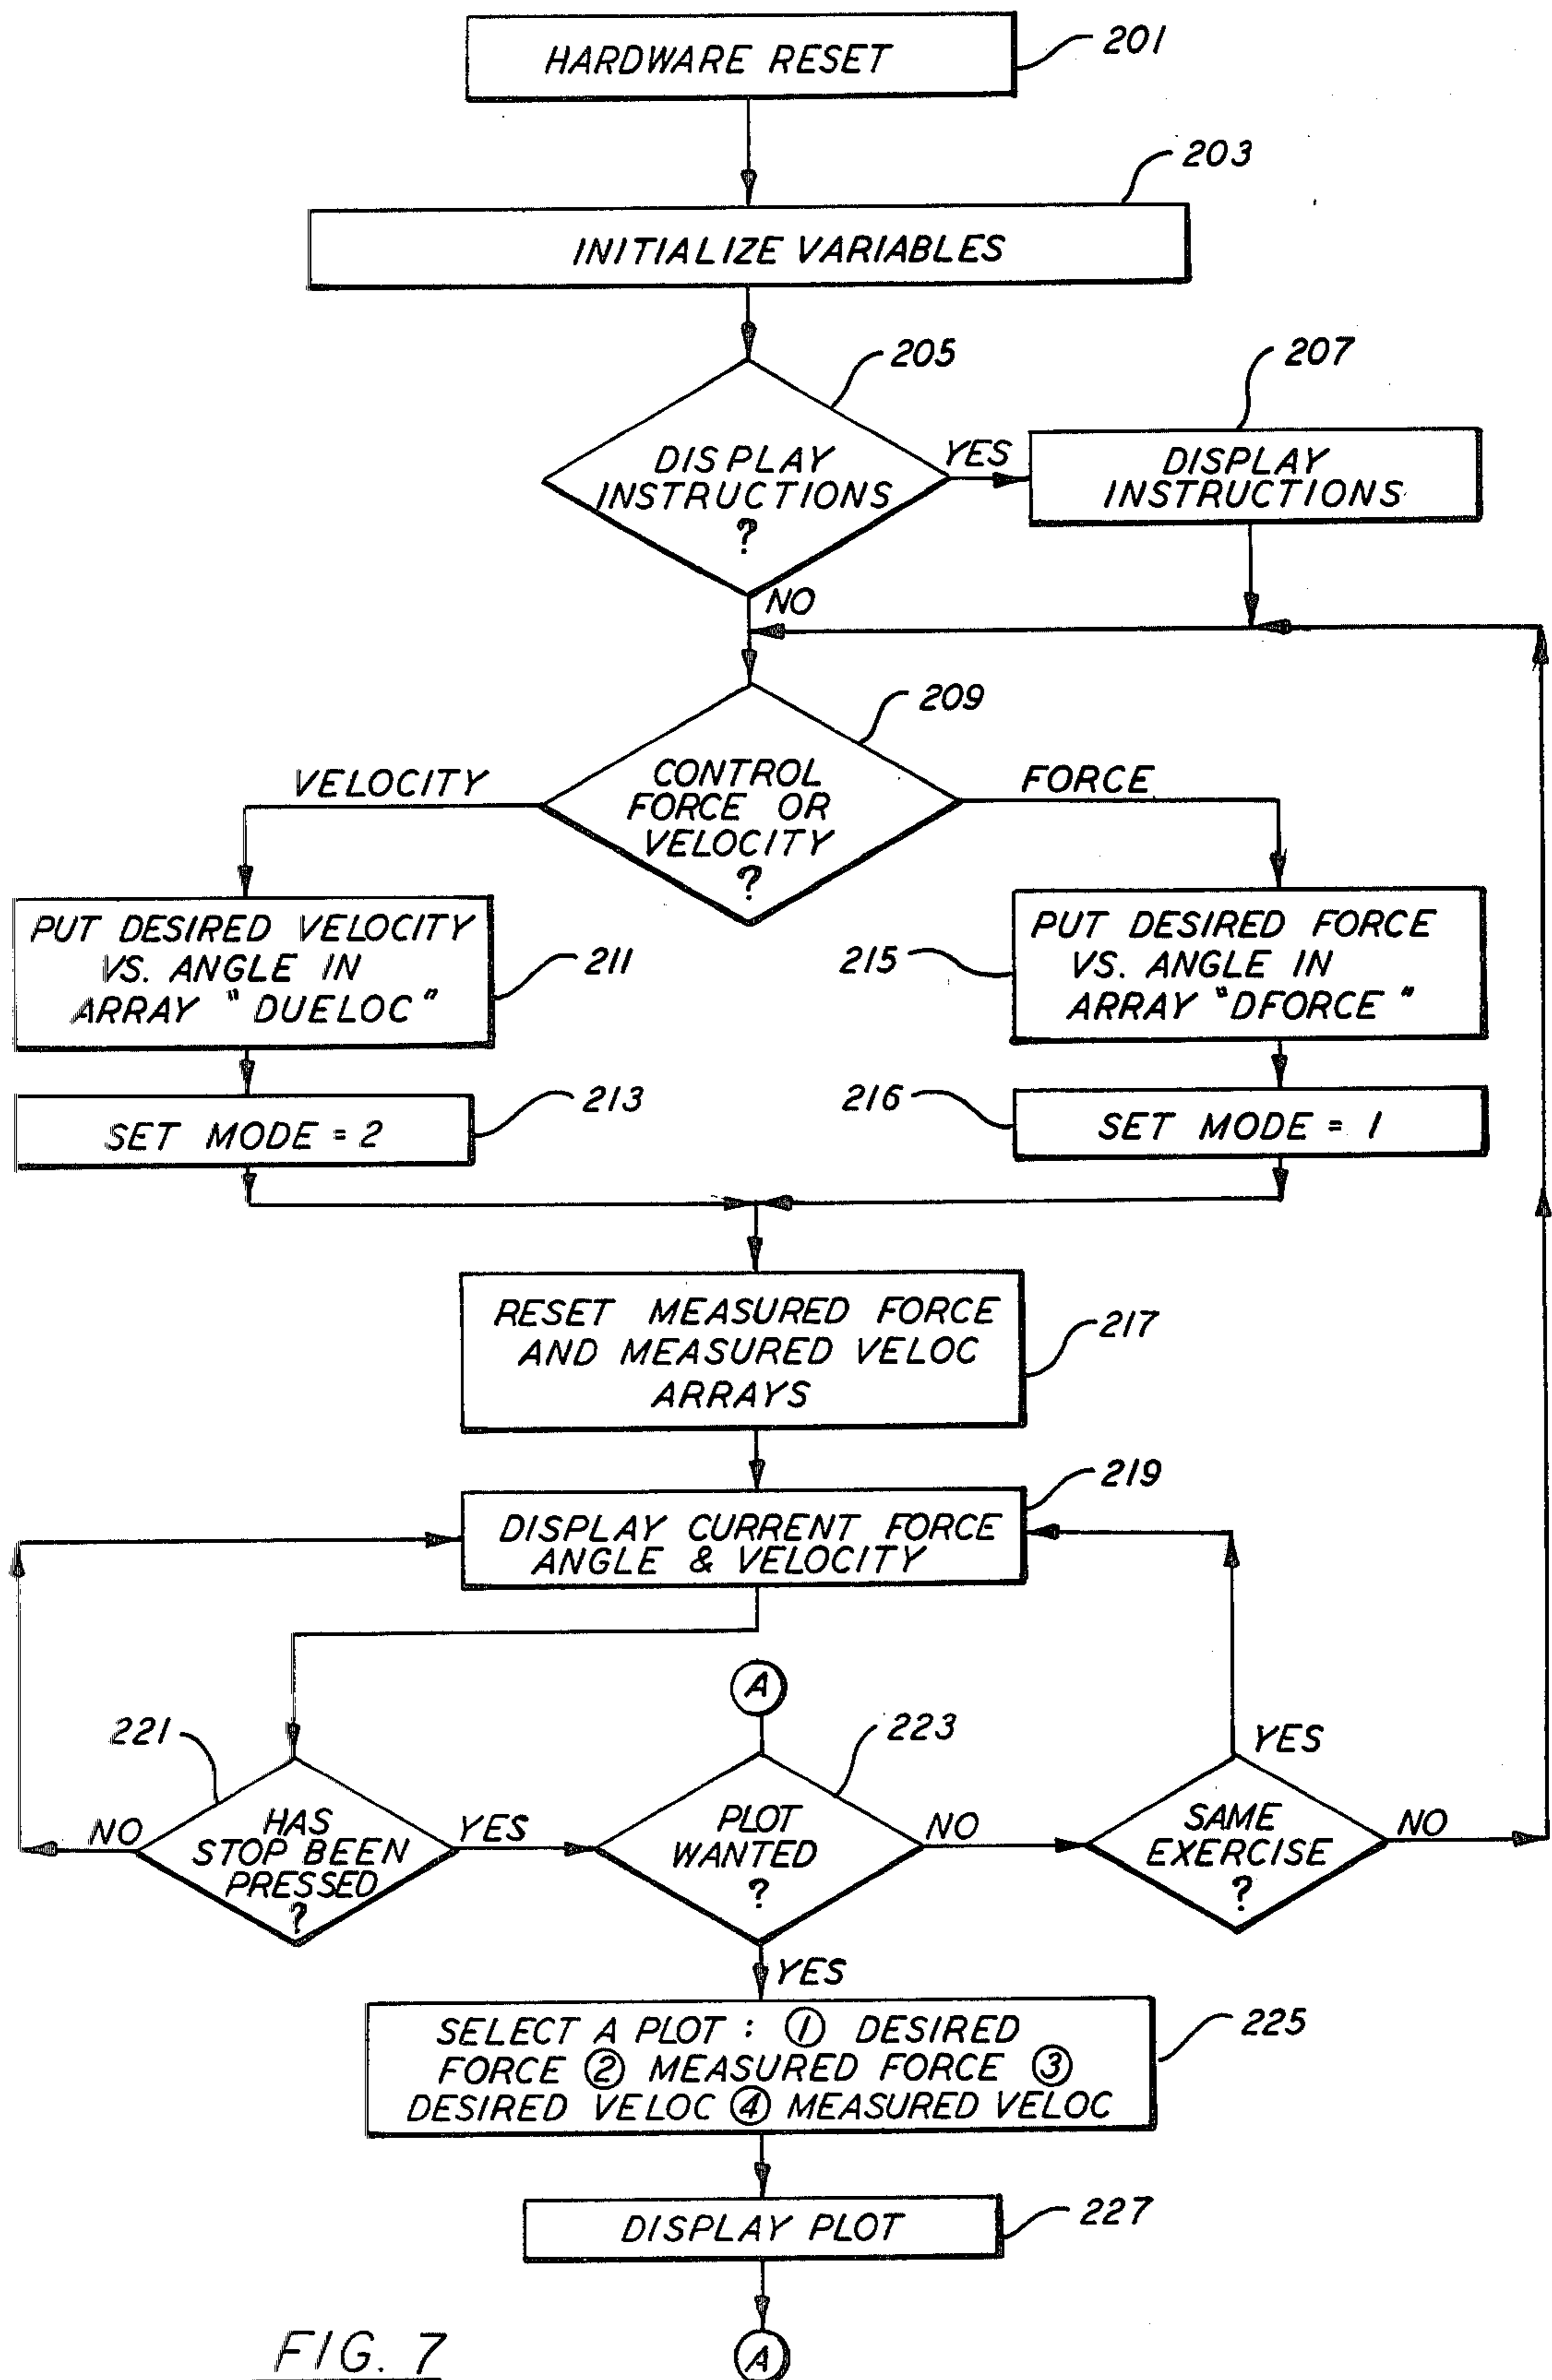 HARDWARE RESET
201
203
INITIALIZE VARIABLES
205
207
DISPLAY
INSTRUCTIONS
?
YES
DISPLAY
INSTRUCTIONS
NO
209
VELOCITY
CONTROL
FORCE OR
VELOCITY
?
FORCE
PUT DESIRED VELOCITY
VS. ANGLE IN
ARRAY "DUELOC"
211
215
PUT DESIRED FORCE
VS. ANGLE IN
ARRAY "DFORCE"
SET MODE = 2
213
216
SET MODE = 1
RESET MEASURED FORCE
AND MEASURED VELOC
ARRAYS
217
219
DISPLAY CURRENT FORCE
ANGLE & VELOCITY
A
221
223
YES
NO
HAS
STOP BEEN
PRESSED
?
YES
PLOT
WANTED
?
NO
SAME
EXERCISE
?
NO
YES
SELECT A PLOT : ① DESIRED
FORCE ② MEASURED FORCE ③
DESIRED VELOC ④ MEASURED VELOC
225
DISPLAY PLOT
227
A
FIG. 7